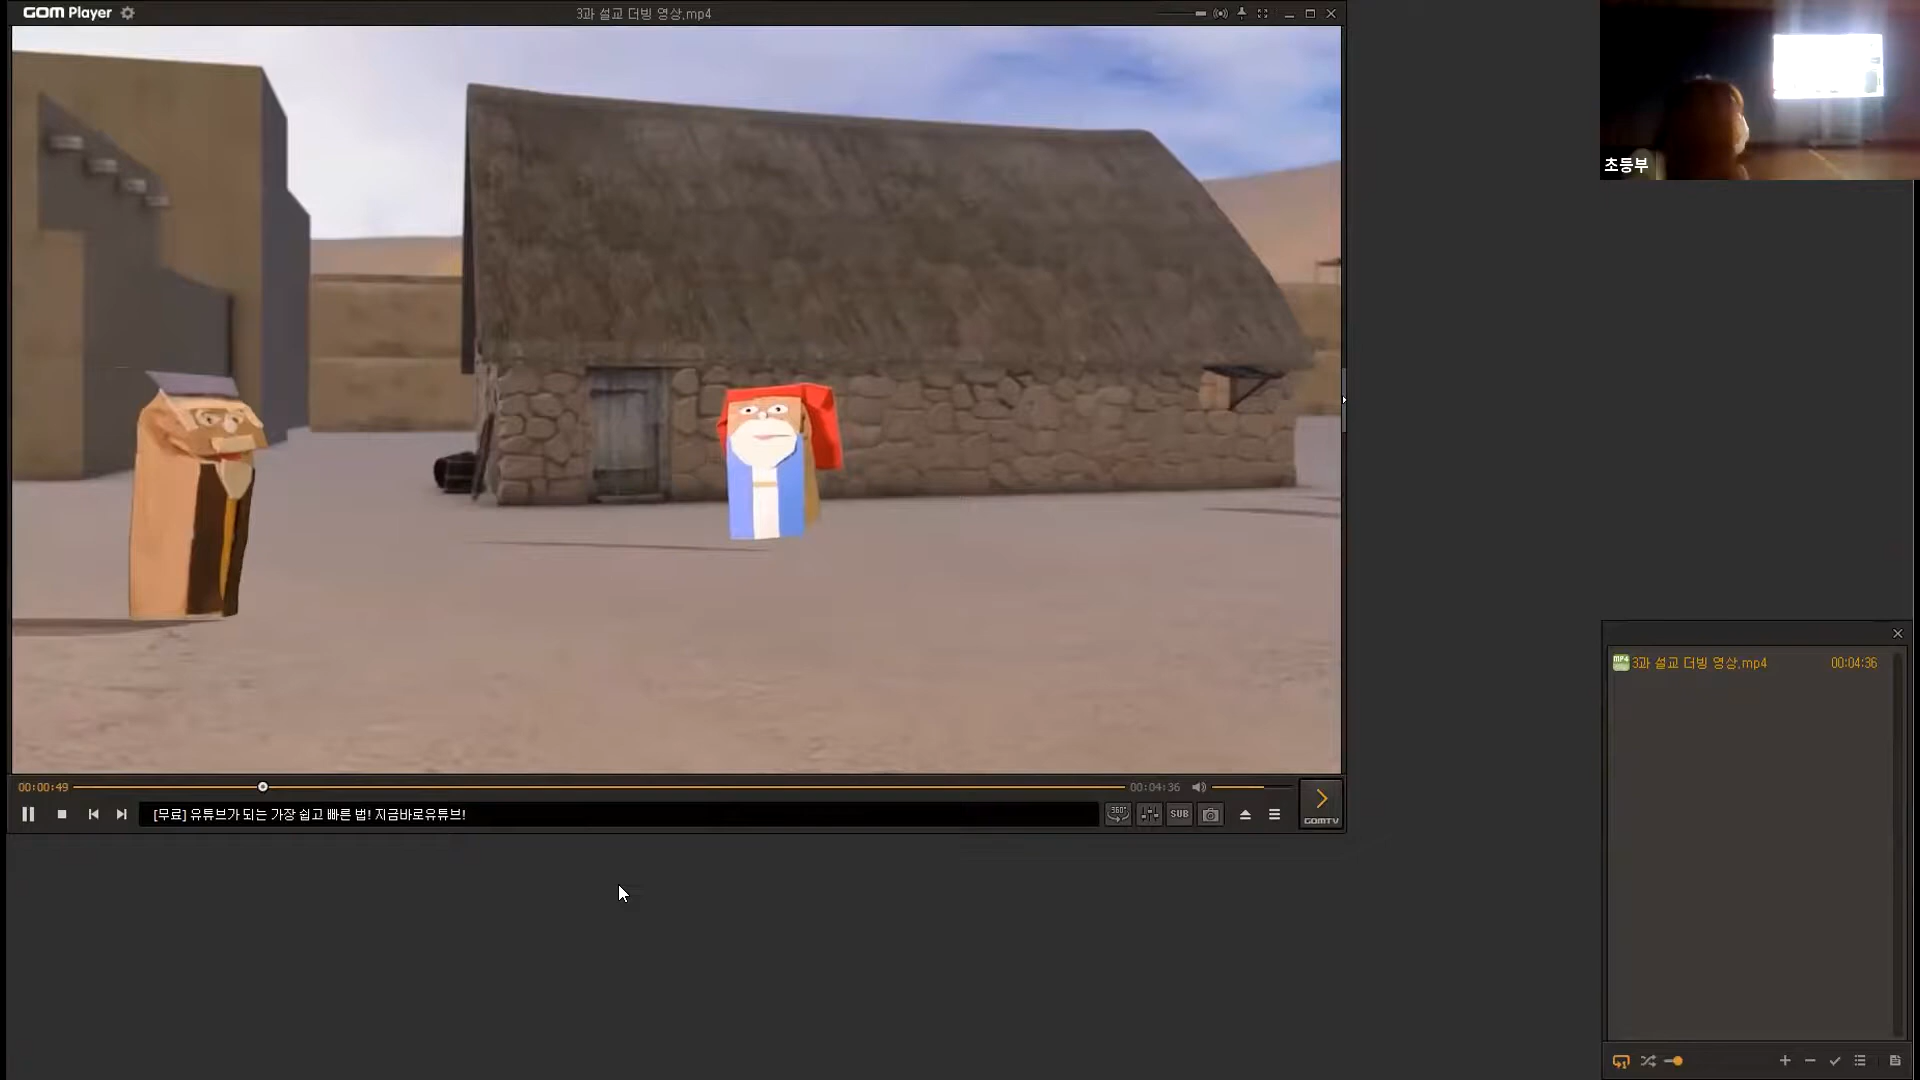 GOM Player
3과 설교 더빙 영상.mp4
초등부
3과 설교 더빙 영상.mp4 00:04:36
00:00:49
00:04:36
[무료] 유튜브가 되는 가장 쉽고 빠른 법! 지금바로유튜브!
360°
SUB
GOMTV